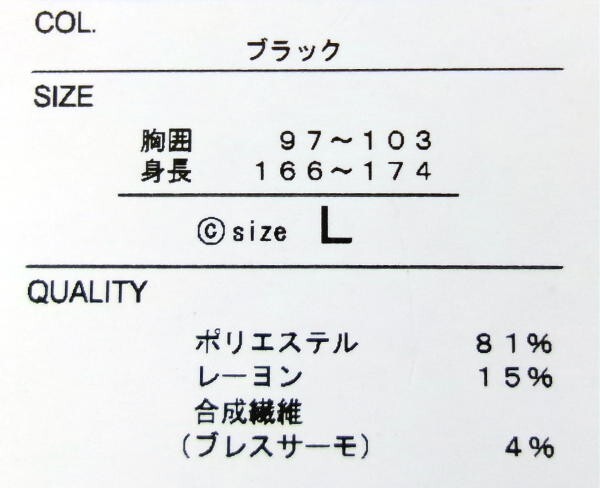 COL.
ブラック
SIZE
胸囲 97～103
身長 166～174
ⓒsize L
QUALITY
ポリエステル 81%
レーヨン 15%
合成繊維
(ブレスサーモ) 4%